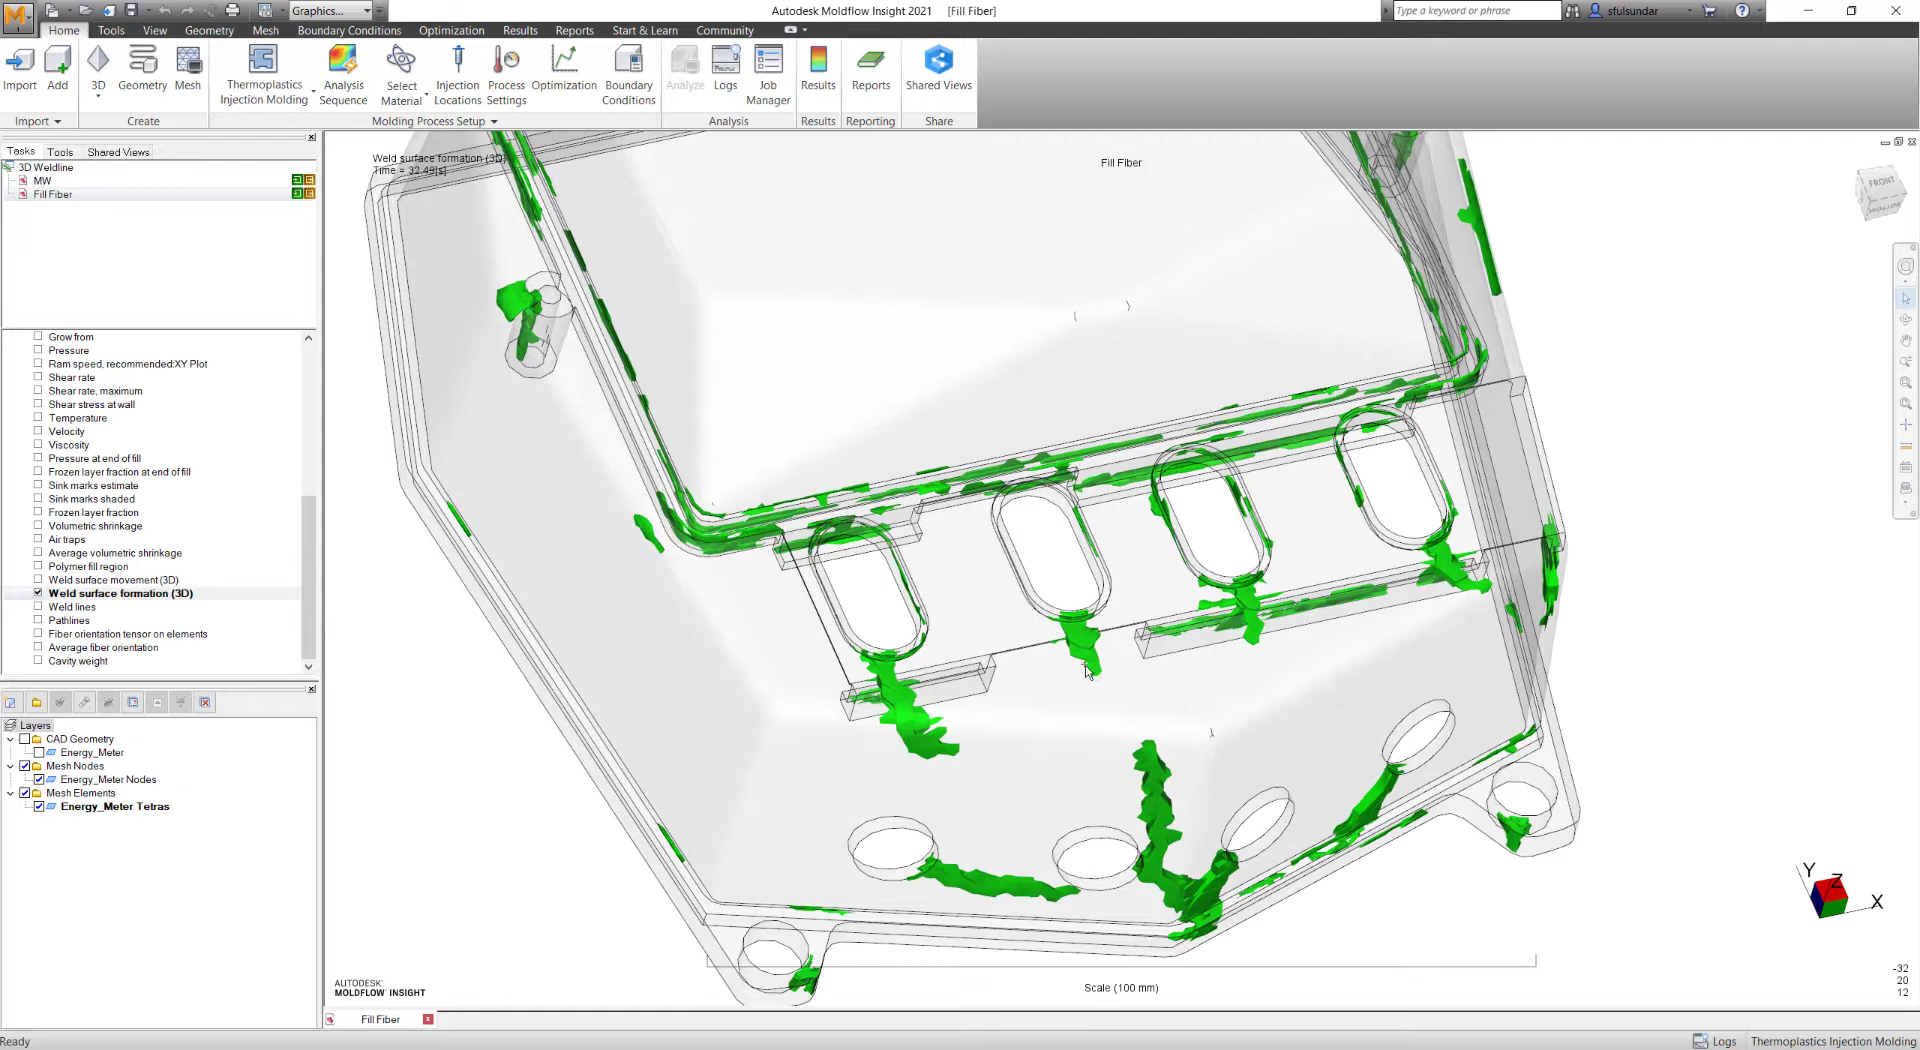 Graphics...
Autodesk Moldflow Insight 2021 [Fill Fiber]
Type a keyword or phrase
sfulsundar
Home Tools View Geometry Mesh Boundary Conditions Optimization Results Reports Start & Learn Community
Import
Add
3D
Geometry
Mesh
Thermoplastics
Injection Molding
Analysis
Sequence
Select
Material
Injection
Locations
Process
Settings
Optimization
Boundary
Conditions
Analyze
Logs
Job
Manager
Results
Reports
Shared Views
Import
Create
Molding Process Setup
Analysis
Results
Reporting
Share
Tasks Tools Shared Views
3D Weldline
MW
Fill Fiber
Grow from
Pressure
Ram speed, recommended:XY Plot
Shear rate
Shear rate, maximum
Shear stress at wall
Temperature
Velocity
Viscosity
Pressure at end of fill
Frozen layer fraction at end of fill
Sink marks estimate
Sink marks shaded
Frozen layer fraction
Volumetric shrinkage
Air traps
Average volumetric shrinkage
Polymer fill region
Weld surface movement (3D)
Weld surface formation (3D)
Weld lines
Pathlines
Fiber orientation tensor on elements
Average fiber orientation
Cavity weight
Layers
CAD Geometry
Energy_Meter
Mesh Nodes
Energy_Meter Nodes
Mesh Elements
Energy_Meter Tetras
Weld surface formation (3D)
Time = 32.49[s]
Fill Fiber
FRONT
Y
Z
X
-32
20
12
AUTODESK
MOLDFLOW INSIGHT
Scale (100 mm)
Fill Fiber
Ready
Logs
Thermoplastics Injection Molding